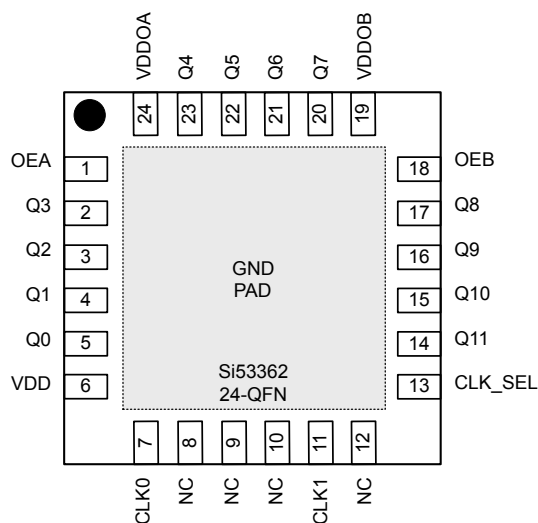 VDDOA
Q4
Q5
Q6
Q7
VDDOB
24
23
22
21
20
19
OEA
1
18
OEB
Q3
2
17
Q8
Q2
3
16
Q9
Q1
4
15
Q10
Q0
5
14
Q11
VDD
6
13
CLK_SEL
GND
PAD
Si53362
24-QFN
7
8
9
10
11
12
CLK0
NC
NC
NC
CLK1
NC